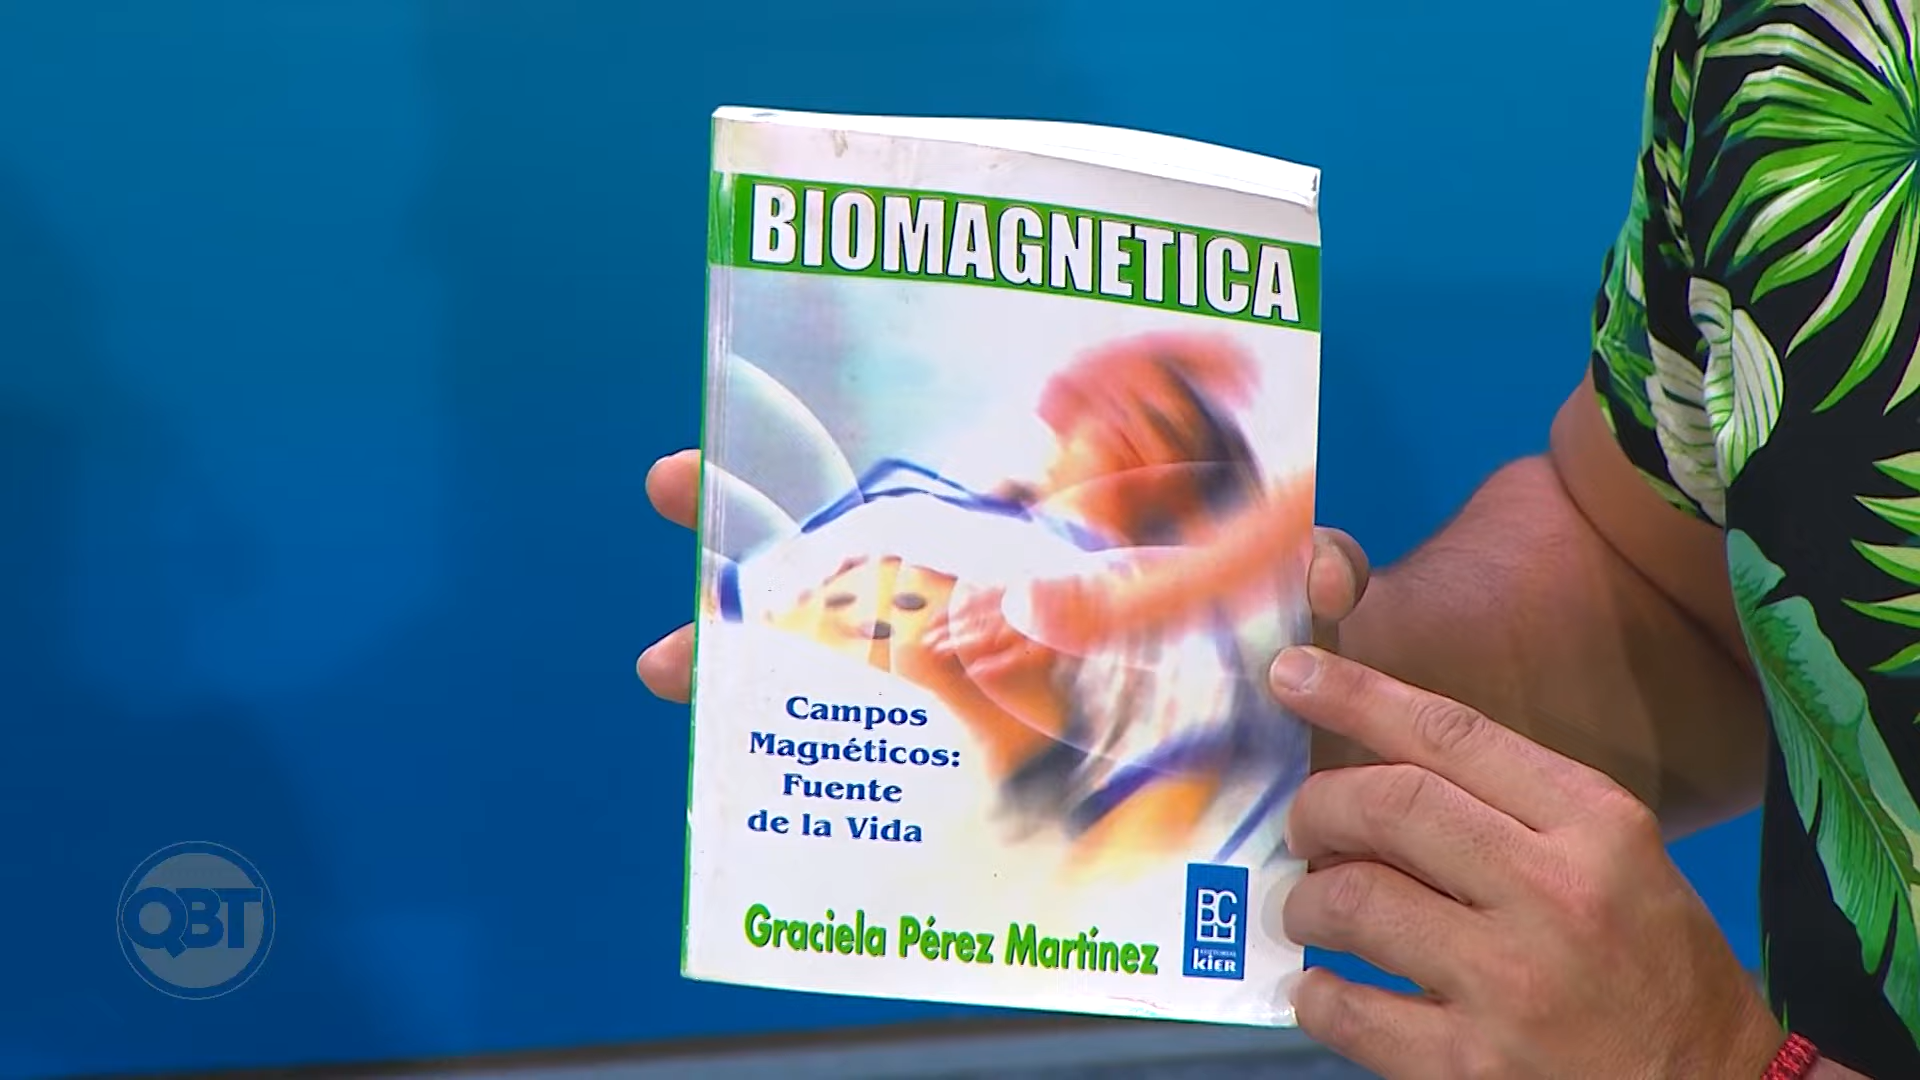 BIOMAGNETICA
Campos
Magnéticos:
Fuente
de la Vida
Graciela Pérez Martínez
BC
EDITORIAL
KIER
QBT